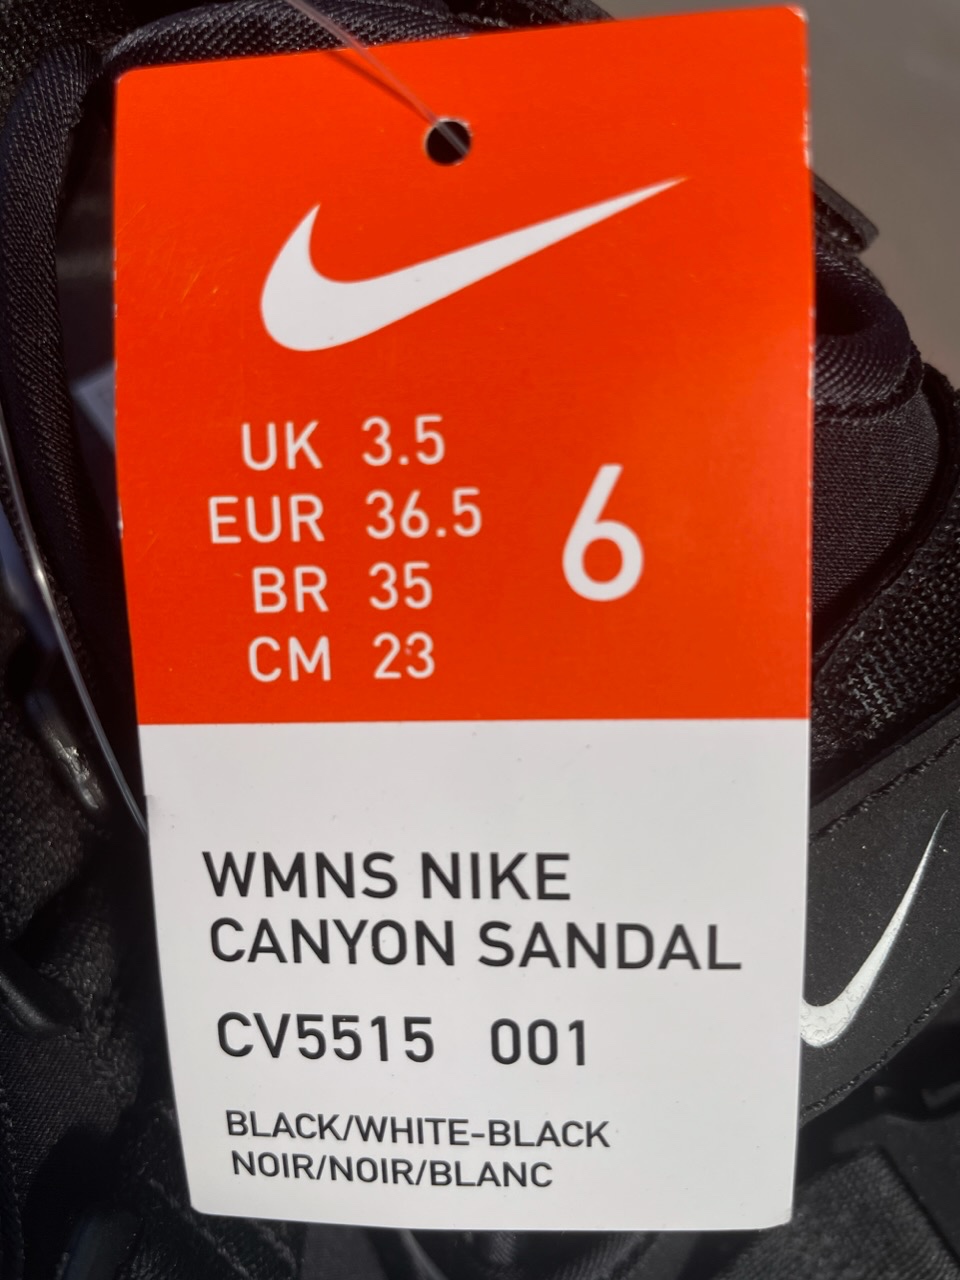 UK 3.5
EUR 36.5
BR 35
CM 23
6
WMNS NIKE
CANYON SANDAL
CV5515 001
BLACK/WHITE-BLACK
NOIR/NOIR/BLANC